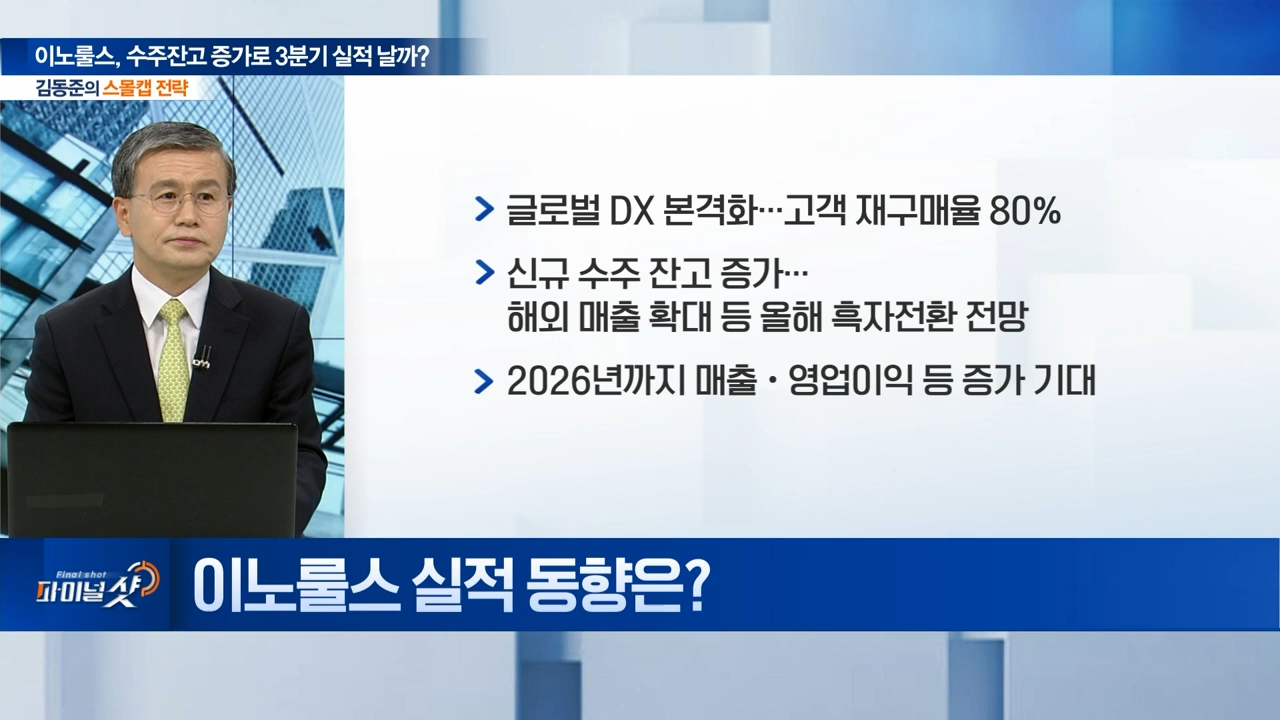 이노룰스, 수주잔고 증가로 3분기 실적 날까?
김동준의 스몰캡 전략
글로벌 DX 본격화…고객 재구매율 80%
신규 수주 잔고 증가…
해외 매출 확대 등 올해 흑자전환 전망
2026년까지 매출·영업이익 등 증가 기대
Final shot
파이널 샷
이노룰스 실적 동향은?